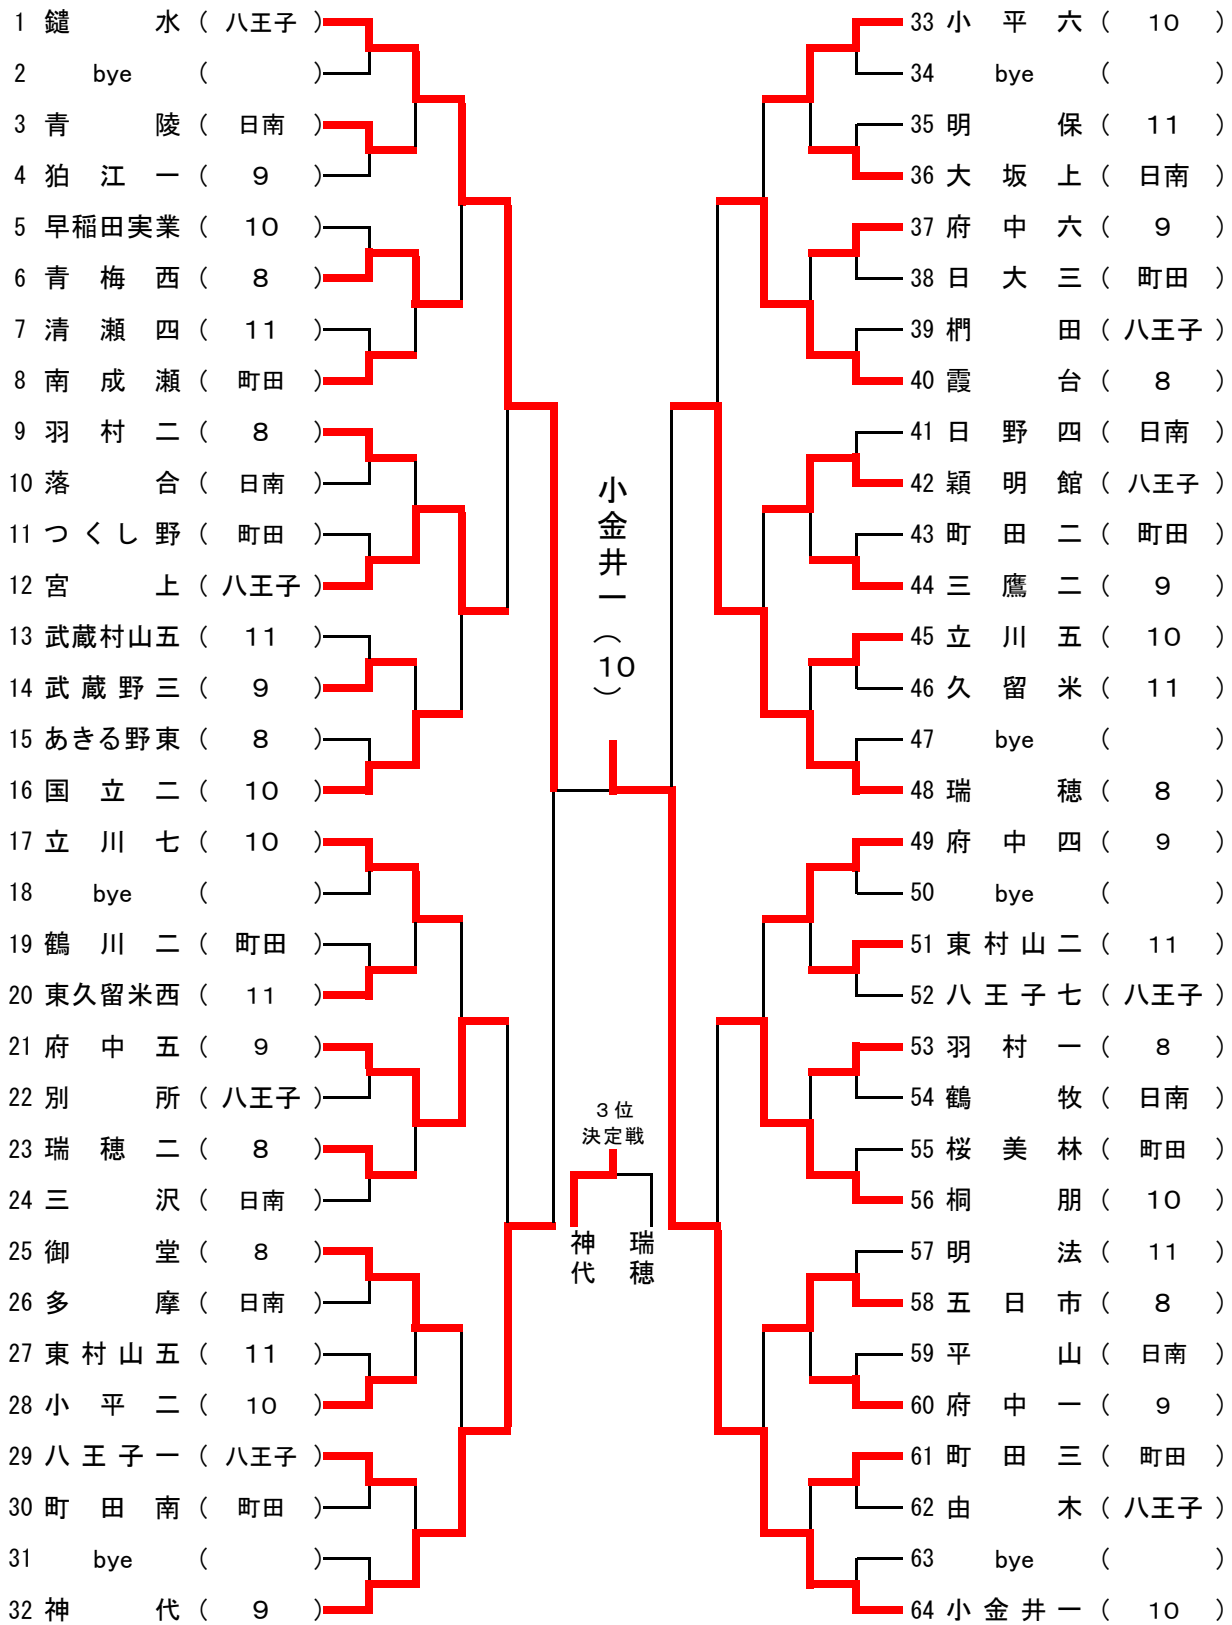 1 鑓水 ( 八王子 )
2 bye ( )
3 青陵 ( 日南 )
4 狛江一 ( 9 )
5 早稲田実業 ( 10 )
6 青梅西 ( 8 )
7 清瀬四 ( 11 )
8 南成瀬 ( 町田 )
9 羽村二 ( 8 )
10 落合 ( 日南 )
11 つくし野 ( 町田 )
12 宮上 ( 八王子 )
13 武蔵村山五 ( 11 )
14 武蔵野三 ( 9 )
15 あきる野東 ( 8 )
16 国立二 ( 10 )
17 立川七 ( 10 )
18 bye ( )
19 鶴川二 ( 町田 )
20 東久留米西 ( 11 )
21 府中五 ( 9 )
22 別所 ( 八王子 )
23 瑞穂二 ( 8 )
24 三沢 ( 日南 )
25 御堂 ( 8 )
26 多摩 ( 日南 )
27 東村山五 ( 11 )
28 小平二 ( 10 )
29 八王子一 ( 八王子 )
30 町田南 ( 町田 )
31 bye ( )
32 神代 ( 9 )
小金井一(10)
3位
決定戦
神代
瑞穂
33 小平六 ( 10 )
34 bye ( )
35 明保 ( 11 )
36 大坂上 ( 日南 )
37 府中六 ( 9 )
38 日大三 ( 町田 )
39 椚田 ( 八王子 )
40 霞台 ( 8 )
41 日野四 ( 日南 )
42 穎明館 ( 八王子 )
43 町田二 ( 町田 )
44 三鷹二 ( 9 )
45 立川五 ( 10 )
46 久留米 ( 11 )
47 bye ( )
48 瑞穂 ( 8 )
49 府中四 ( 9 )
50 bye ( )
51 東村山二 ( 11 )
52 八王子七 ( 八王子 )
53 羽村一 ( 8 )
54 鶴牧 ( 日南 )
55 桜美林 ( 町田 )
56 桐朋 ( 10 )
57 明法 ( 11 )
58 五日市 ( 8 )
59 平山 ( 日南 )
60 府中一 ( 9 )
61 町田三 ( 町田 )
62 由木 ( 八王子 )
63 bye ( )
64 小金井一 ( 10 )